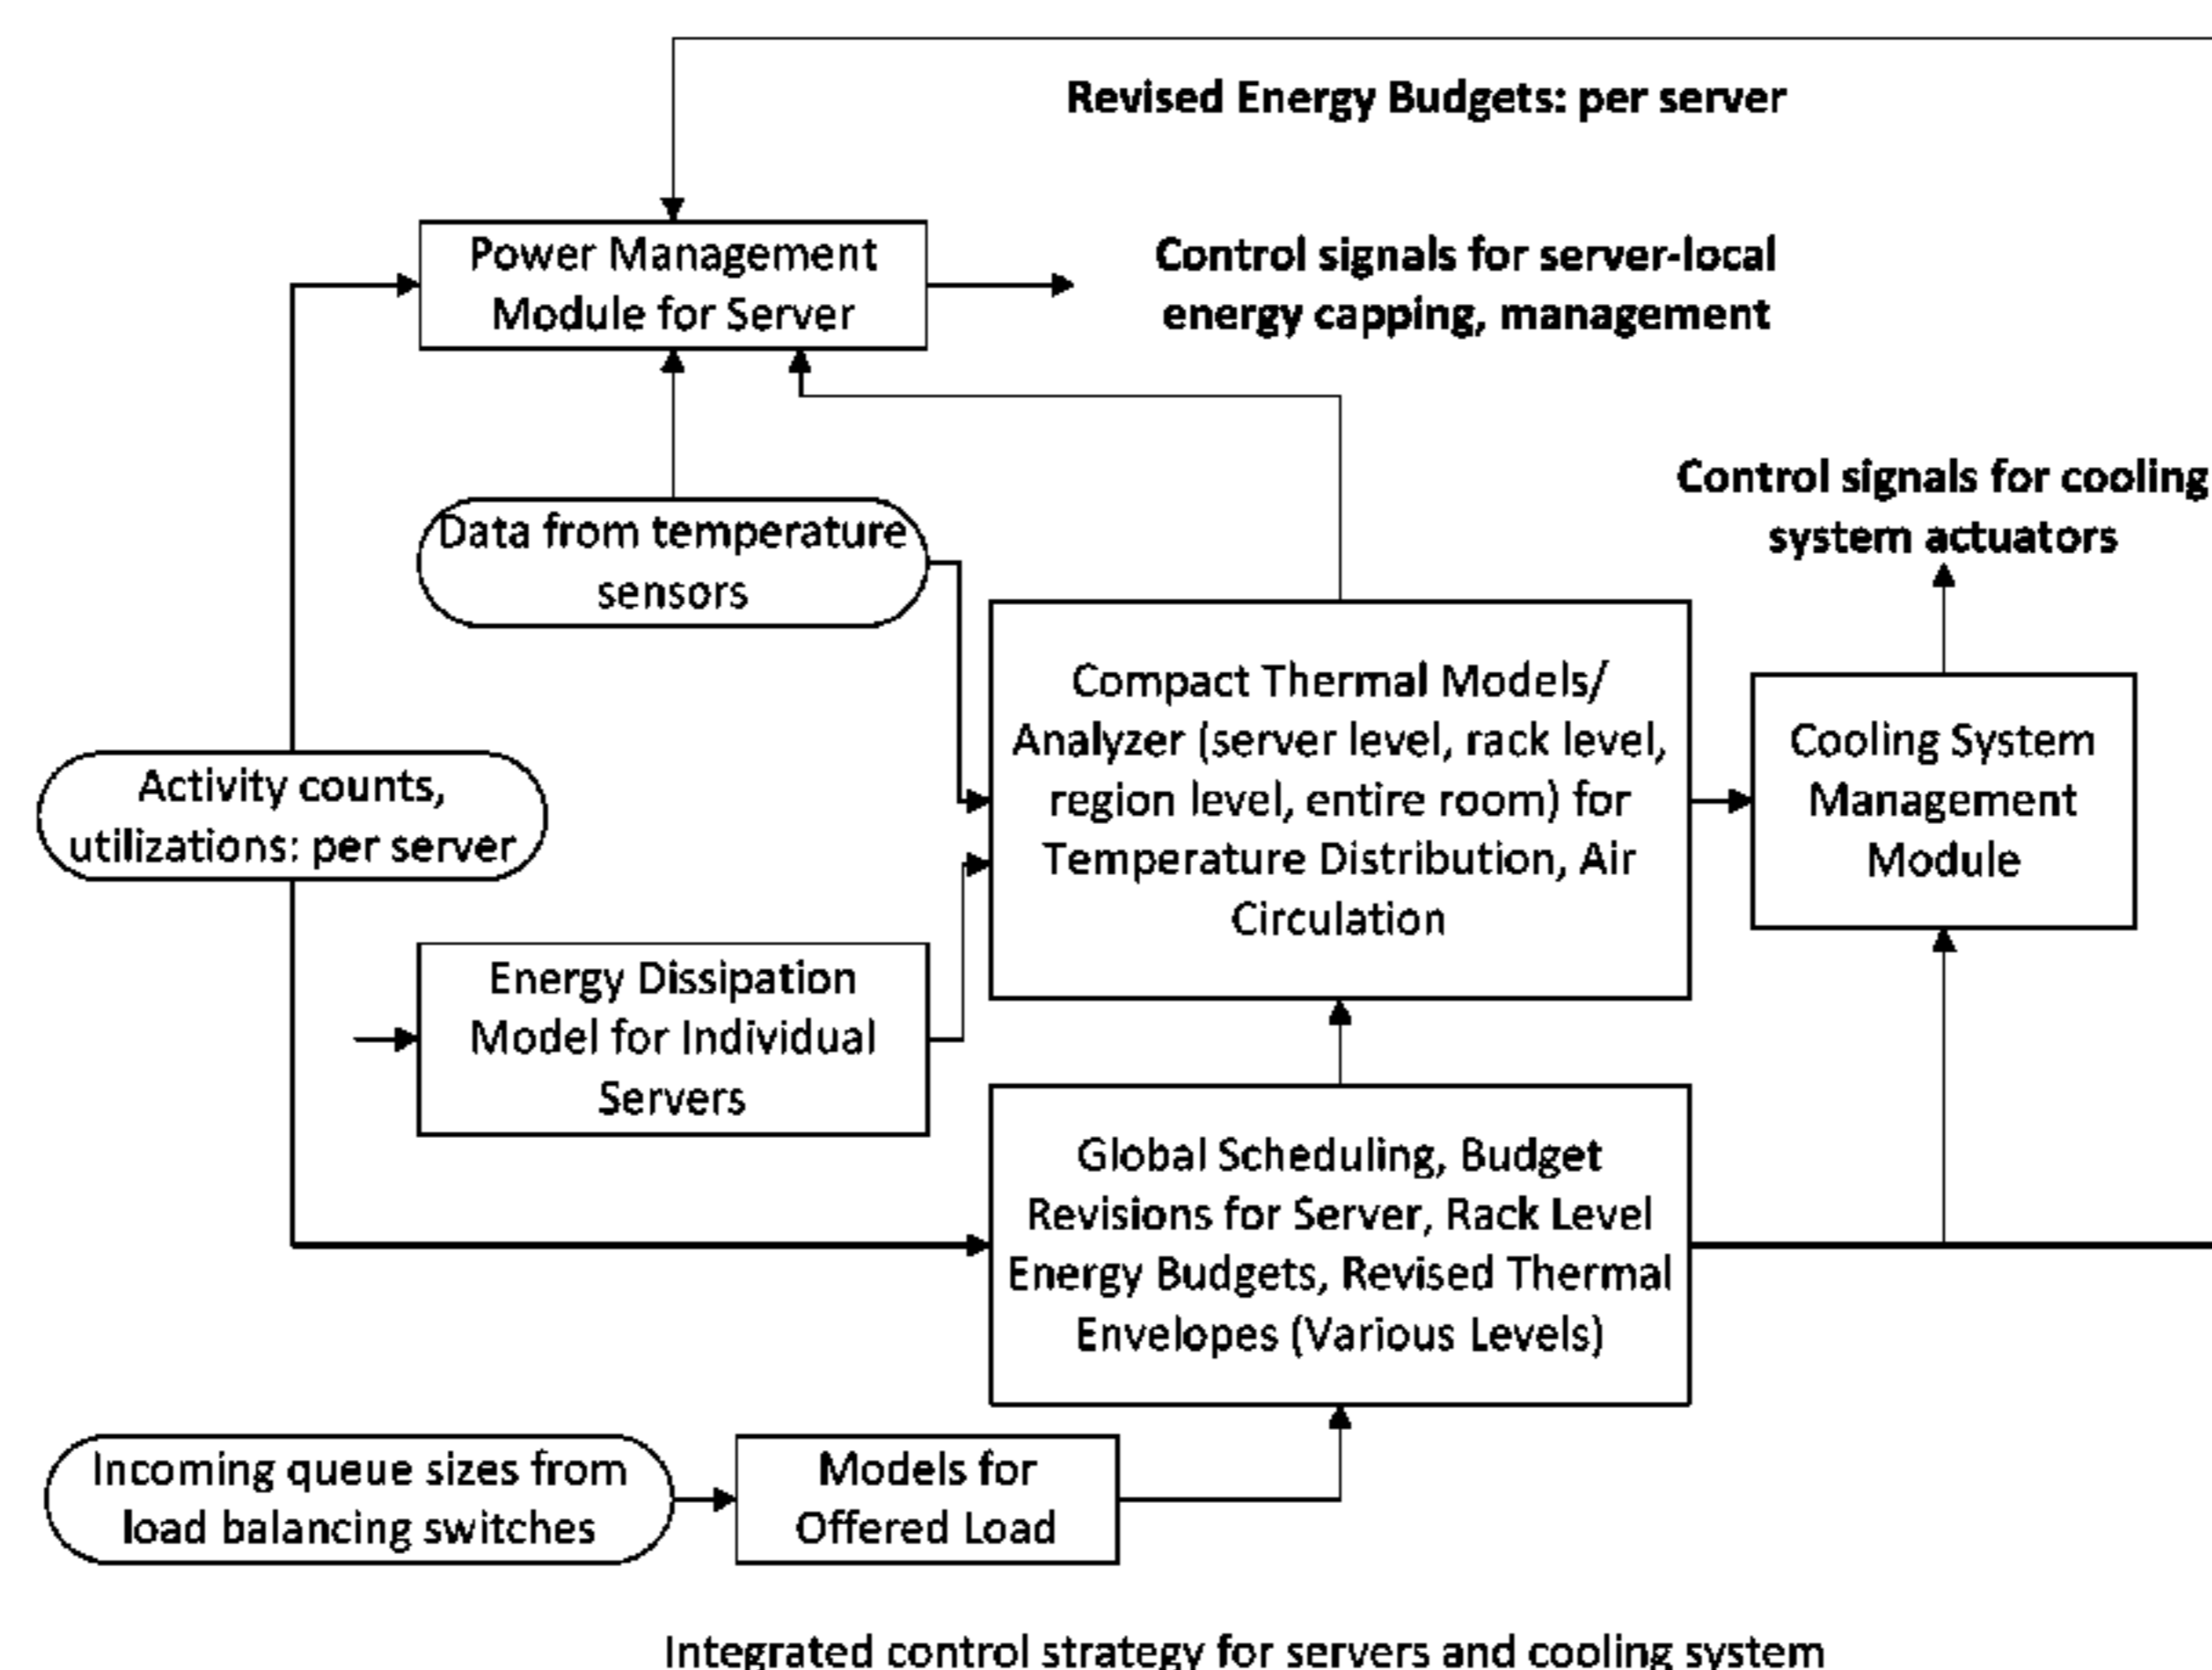 Revised Energy Budgets: per server
Power Management
Module for Server
Control signals for server-local
energy capping, management
Data from temperature
sensors
Control signals for cooling
system actuators
Compact Thermal Models/
Analyzer (server level, rack level,
region level, entire room) for
Temperature Distribution, Air
Circulation
Cooling System
Management
Module
Activity counts,
utilizations: per server
Energy Dissipation
Model for Individual
Servers
Global Scheduling, Budget
Revisions for Server, Rack Level
Energy Budgets, Revised Thermal
Envelopes (Various Levels)
Incoming queue sizes from
load balancing switches
Models for
Offered Load
Integrated control strategy for servers and cooling system